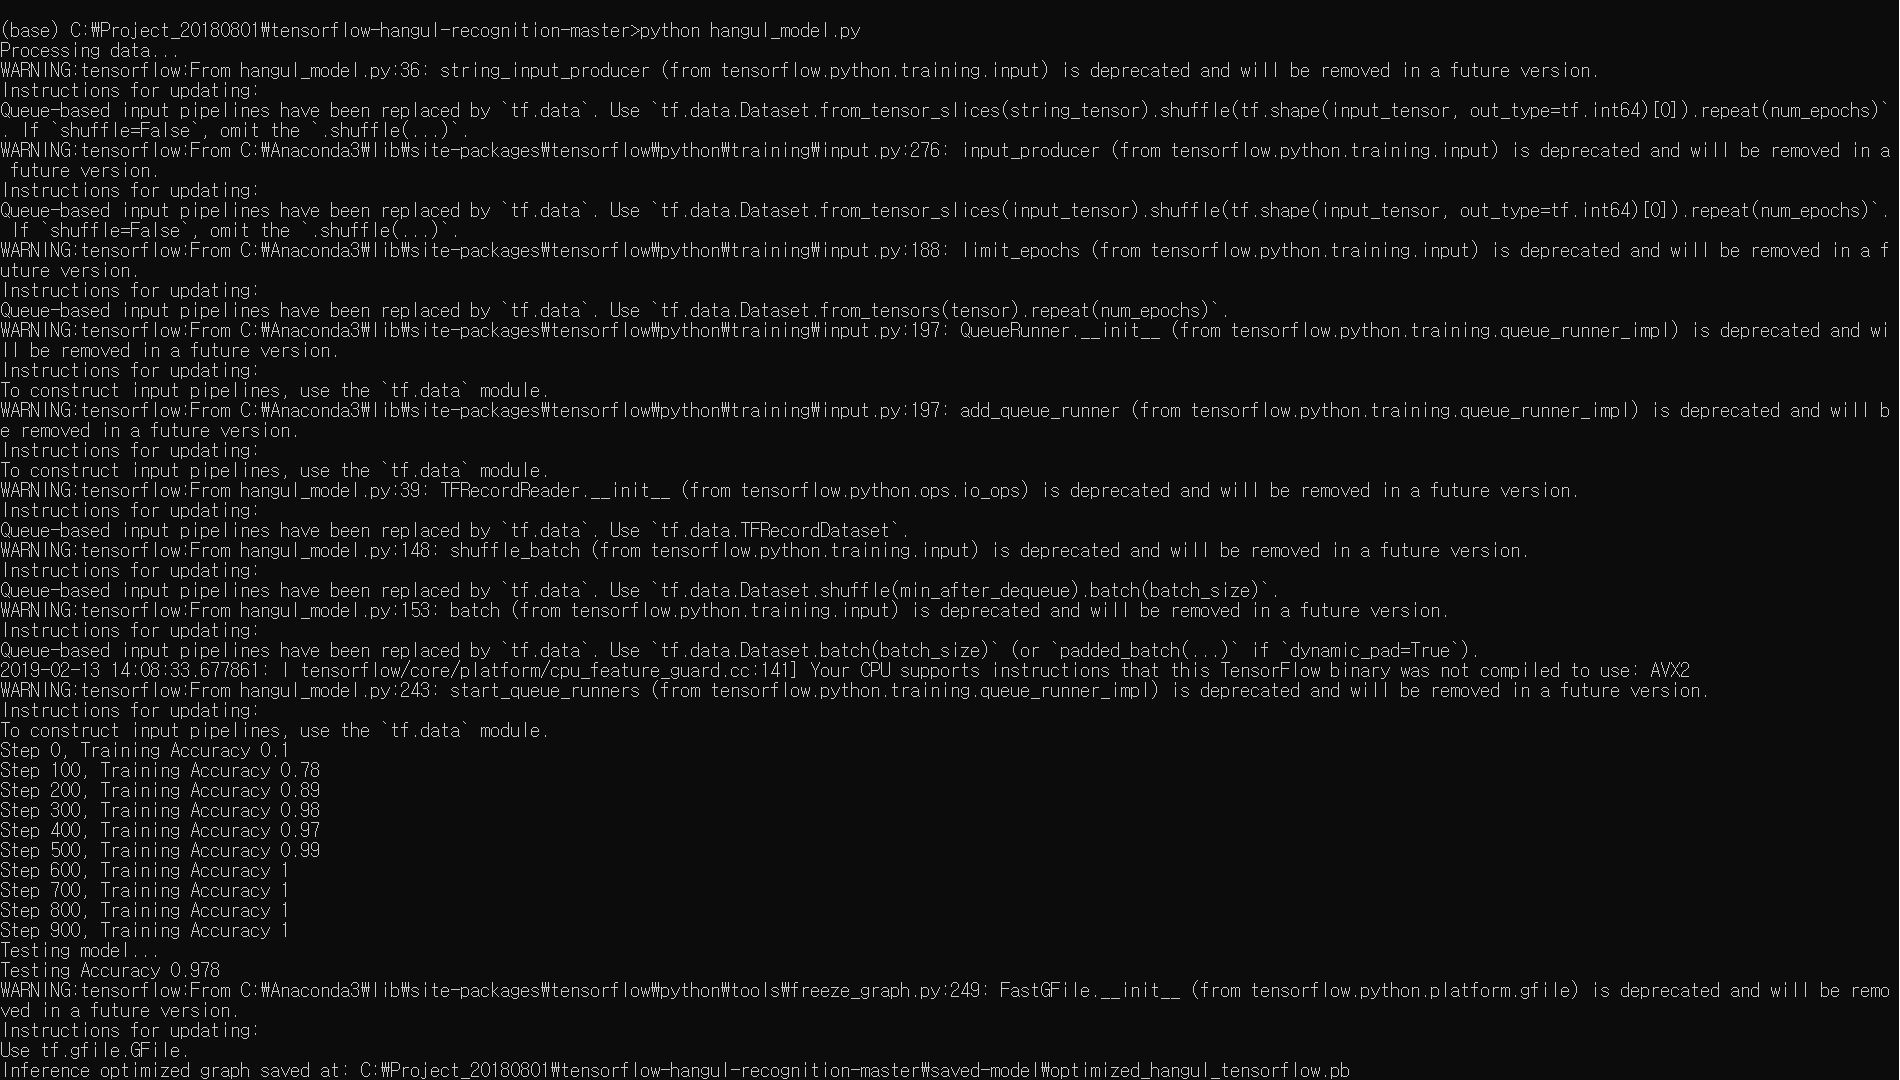 (base) C:₩Project_20180801₩tensorflow-hangul-recognition-master>python hangul_model.py
Processing data...
WARNING:tensorflow:From hangul_model.py:36: string_input_producer (from tensorflow.python.training.input) is deprecated and will be removed in a future version.
Instructions for updating:
Queue-based input pipelines have been replaced by `tf.data`. Use `tf.data.Dataset.from_tensor_slices(string_tensor).shuffle(tf.shape(input_tensor, out_type=tf.int64)[0]).repeat(num_epochs)`
. If `shuffle=False`, omit the `.shuffle(...)`.
WARNING:tensorflow:From C:₩Anaconda3₩lib₩site-packages₩tensorflow₩python₩training₩input.py:276: input_producer (from tensorflow.python.training.input) is deprecated and will be removed in a
 future version.
Instructions for updating:
Queue-based input pipelines have been replaced by `tf.data`. Use `tf.data.Dataset.from_tensor_slices(input_tensor).shuffle(tf.shape(input_tensor, out_type=tf.int64)[0]).repeat(num_epochs)`.
 If `shuffle=False`, omit the `.shuffle(...)`.
WARNING:tensorflow:From C:₩Anaconda3₩lib₩site-packages₩tensorflow₩python₩training₩input.py:188: limit_epochs (from tensorflow.python.training.input) is deprecated and will be removed in a f
uture version.
Instructions for updating:
Queue-based input pipelines have been replaced by `tf.data`. Use `tf.data.Dataset.from_tensors(tensor).repeat(num_epochs)`.
WARNING:tensorflow:From C:₩Anaconda3₩lib₩site-packages₩tensorflow₩python₩training₩input.py:197: QueueRunner.__init__ (from tensorflow.python.training.queue_runner_impl) is deprecated and wi
ll be removed in a future version.
Instructions for updating:
To construct input pipelines, use the `tf.data` module.
WARNING:tensorflow:From C:₩Anaconda3₩lib₩site-packages₩tensorflow₩python₩training₩input.py:197: add_queue_runner (from tensorflow.python.training.queue_runner_impl) is deprecated and will b
e removed in a future version.
Instructions for updating:
To construct input pipelines, use the `tf.data` module.
WARNING:tensorflow:From hangul_model.py:39: TFRecordReader.__init__ (from tensorflow.python.ops.io_ops) is deprecated and will be removed in a future version.
Instructions for updating:
Queue-based input pipelines have been replaced by `tf.data`. Use `tf.data.TFRecordDataset`.
WARNING:tensorflow:From hangul_model.py:148: shuffle_batch (from tensorflow.python.training.input) is deprecated and will be removed in a future version.
Instructions for updating:
Queue-based input pipelines have been replaced by `tf.data`. Use `tf.data.Dataset.shuffle(min_after_dequeue).batch(batch_size)`.
WARNING:tensorflow:From hangul_model.py:153: batch (from tensorflow.python.training.input) is deprecated and will be removed in a future version.
Instructions for updating:
Queue-based input pipelines have been replaced by `tf.data`. Use `tf.data.Dataset.batch(batch_size)` (or `padded_batch(...)` if `dynamic_pad=True`).
2019-02-13 14:08:33.677861: I tensorflow/core/platform/cpu_feature_guard.cc:141] Your CPU supports instructions that this TensorFlow binary was not compiled to use: AVX2
WARNING:tensorflow:From hangul_model.py:243: start_queue_runners (from tensorflow.python.training.queue_runner_impl) is deprecated and will be removed in a future version.
Instructions for updating:
To construct input pipelines, use the `tf.data` module.
Step 0, Training Accuracy 0.1
Step 100, Training Accuracy 0.78
Step 200, Training Accuracy 0.89
Step 300, Training Accuracy 0.98
Step 400, Training Accuracy 0.97
Step 500, Training Accuracy 0.99
Step 600, Training Accuracy 1
Step 700, Training Accuracy 1
Step 800, Training Accuracy 1
Step 900, Training Accuracy 1
Testing model...
Testing Accuracy 0.978
WARNING:tensorflow:From C:₩Anaconda3₩lib₩site-packages₩tensorflow₩python₩tools₩freeze_graph.py:249: FastGFile.__init__ (from tensorflow.python.platform.gfile) is deprecated and will be remo
ved in a future version.
Instructions for updating:
Use tf.gfile.GFile.
Inference optimized graph saved at: C:₩Project_20180801₩tensorflow-hangul-recognition-master₩saved-model₩optimized_hangul_tensorflow.pb